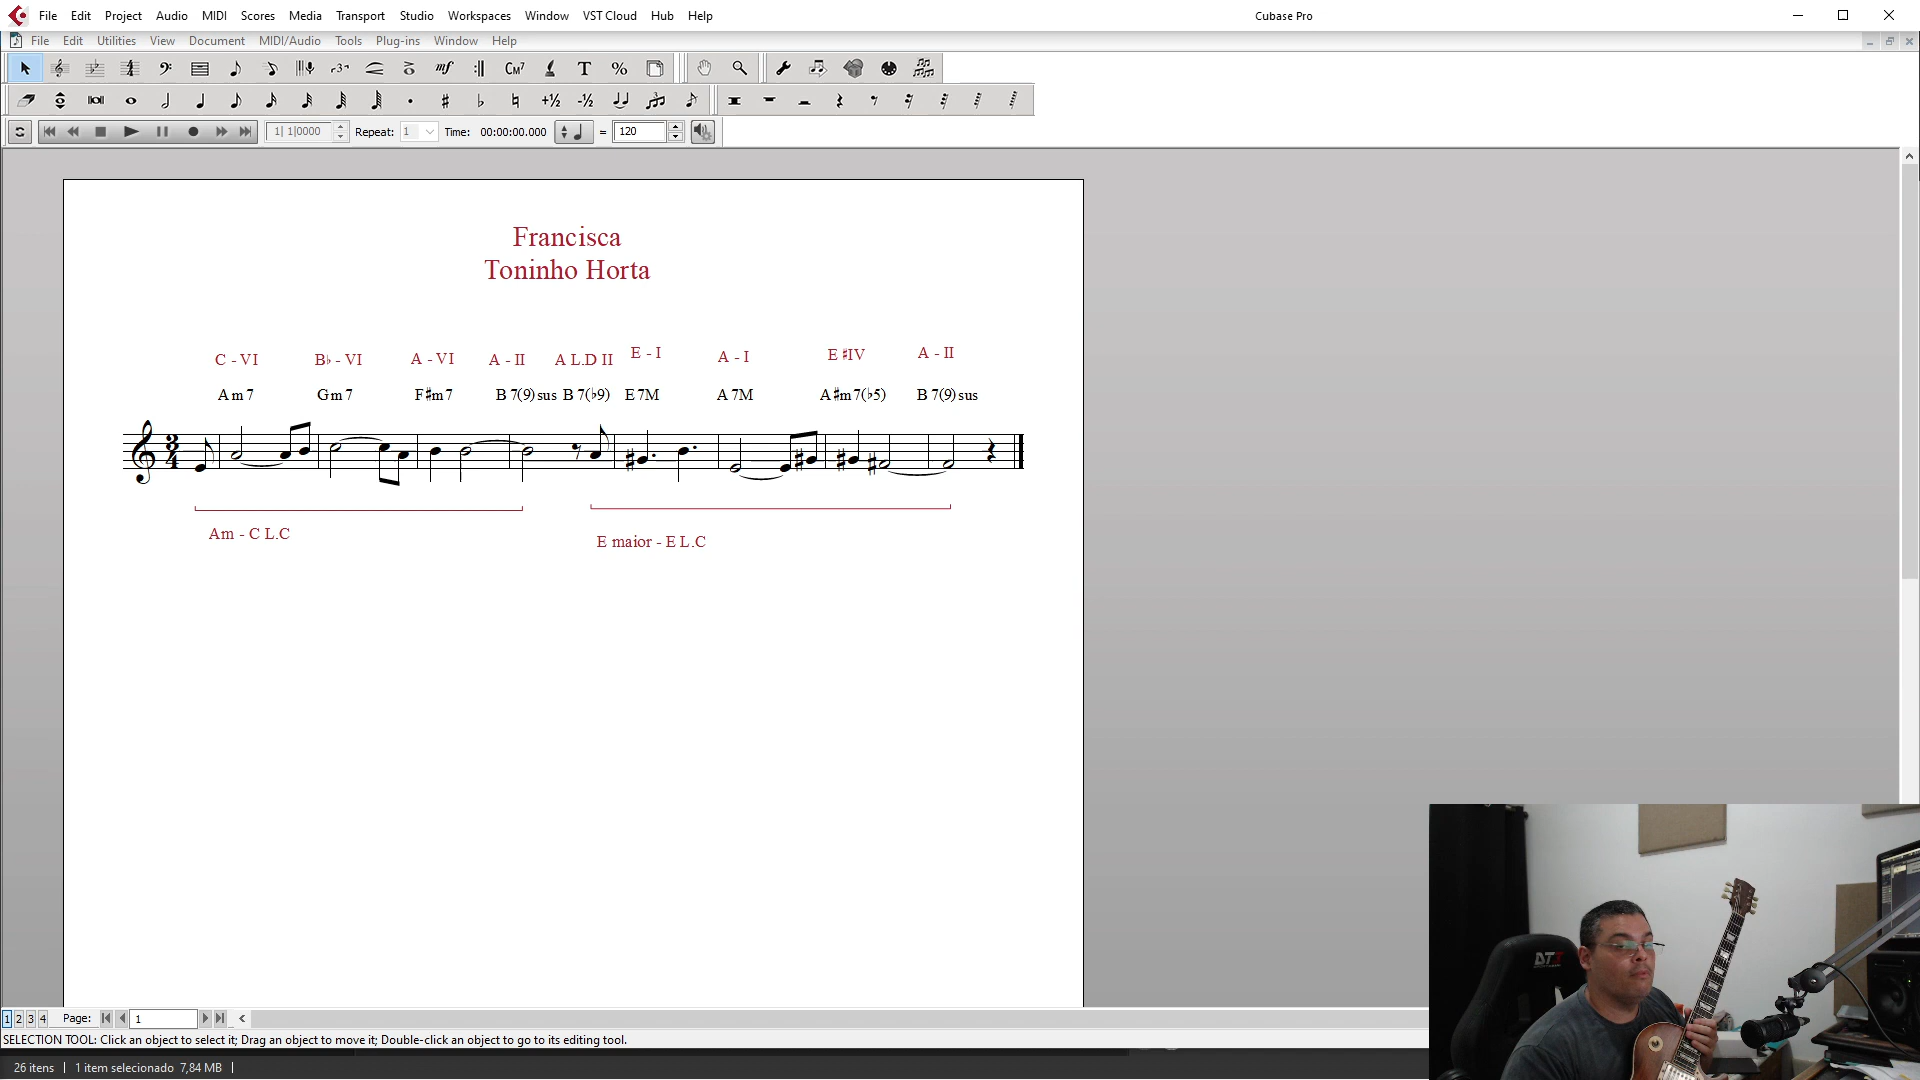 File Edit Project Audio MIDI Scores Media Transport Studio Workspaces Window VST Cloud Hub Help
Cubase Pro
File Edit Utilities View Document MIDI/Audio Tools Plug-ins Window Help
1| 1|0000 Repeat: 1 Time: 00:00:00.000 = 120
Francisca
Toninho Horta
C - VI B♭ - VI A - VI A - II A L.D II E - I A - I E #IV A - II
Am7 Gm7 F#m7 B7(9)sus B7(♭9) E7M A7M A#m7(♭5) B7(9)sus
3
4
Am - C L.C
E maior - E L.C
1 2 3 4 Page: 1
SELECTION TOOL: Click an object to select it; Drag an object to move it; Double-click an object to go to its editing tool.
26 itens | 1 item selecionado 7,84 MB |